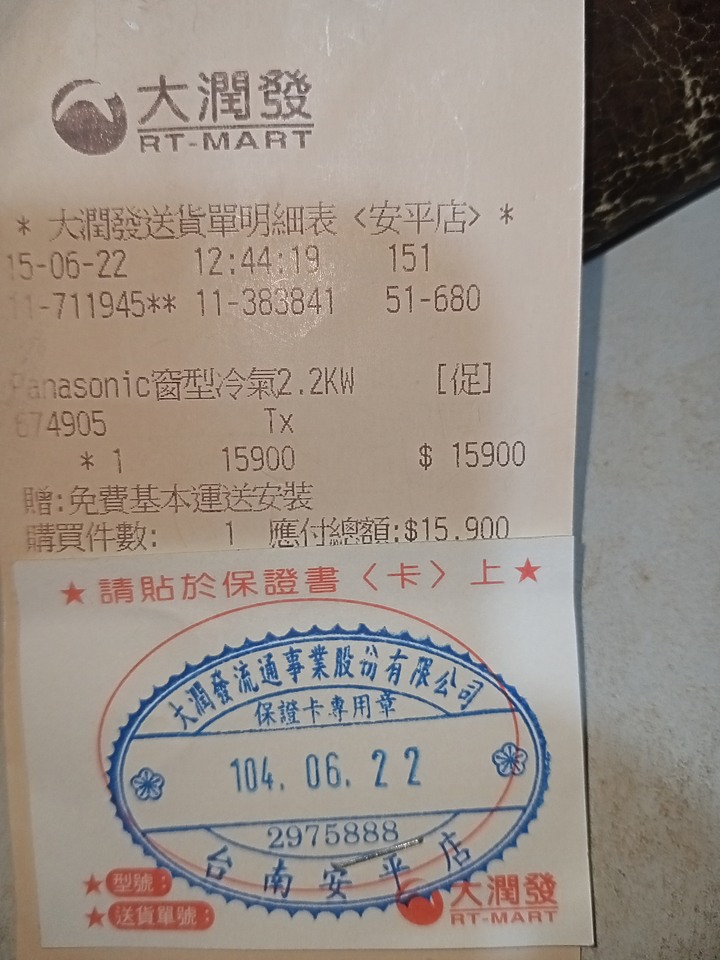 大潤發
RT-MART
* 大潤發送貨單明細表 <安平店> *
15-06-22 12:44:19 151
11-711945** 11-383841 51-680
Panasonic窗型冷氣2.2KW [促]
674905 Tx
* 1 15900 $ 15900
贈:免費基本運送安裝
購買件數: 1 應付總額:$15,900
★請貼於保證書〈卡〉上★
大潤發流通事業股份有限公司
保證卡專用章
104. 06. 22
2975888
台南安平店
★型號:
★送貨單號:
大潤發
RT-MART